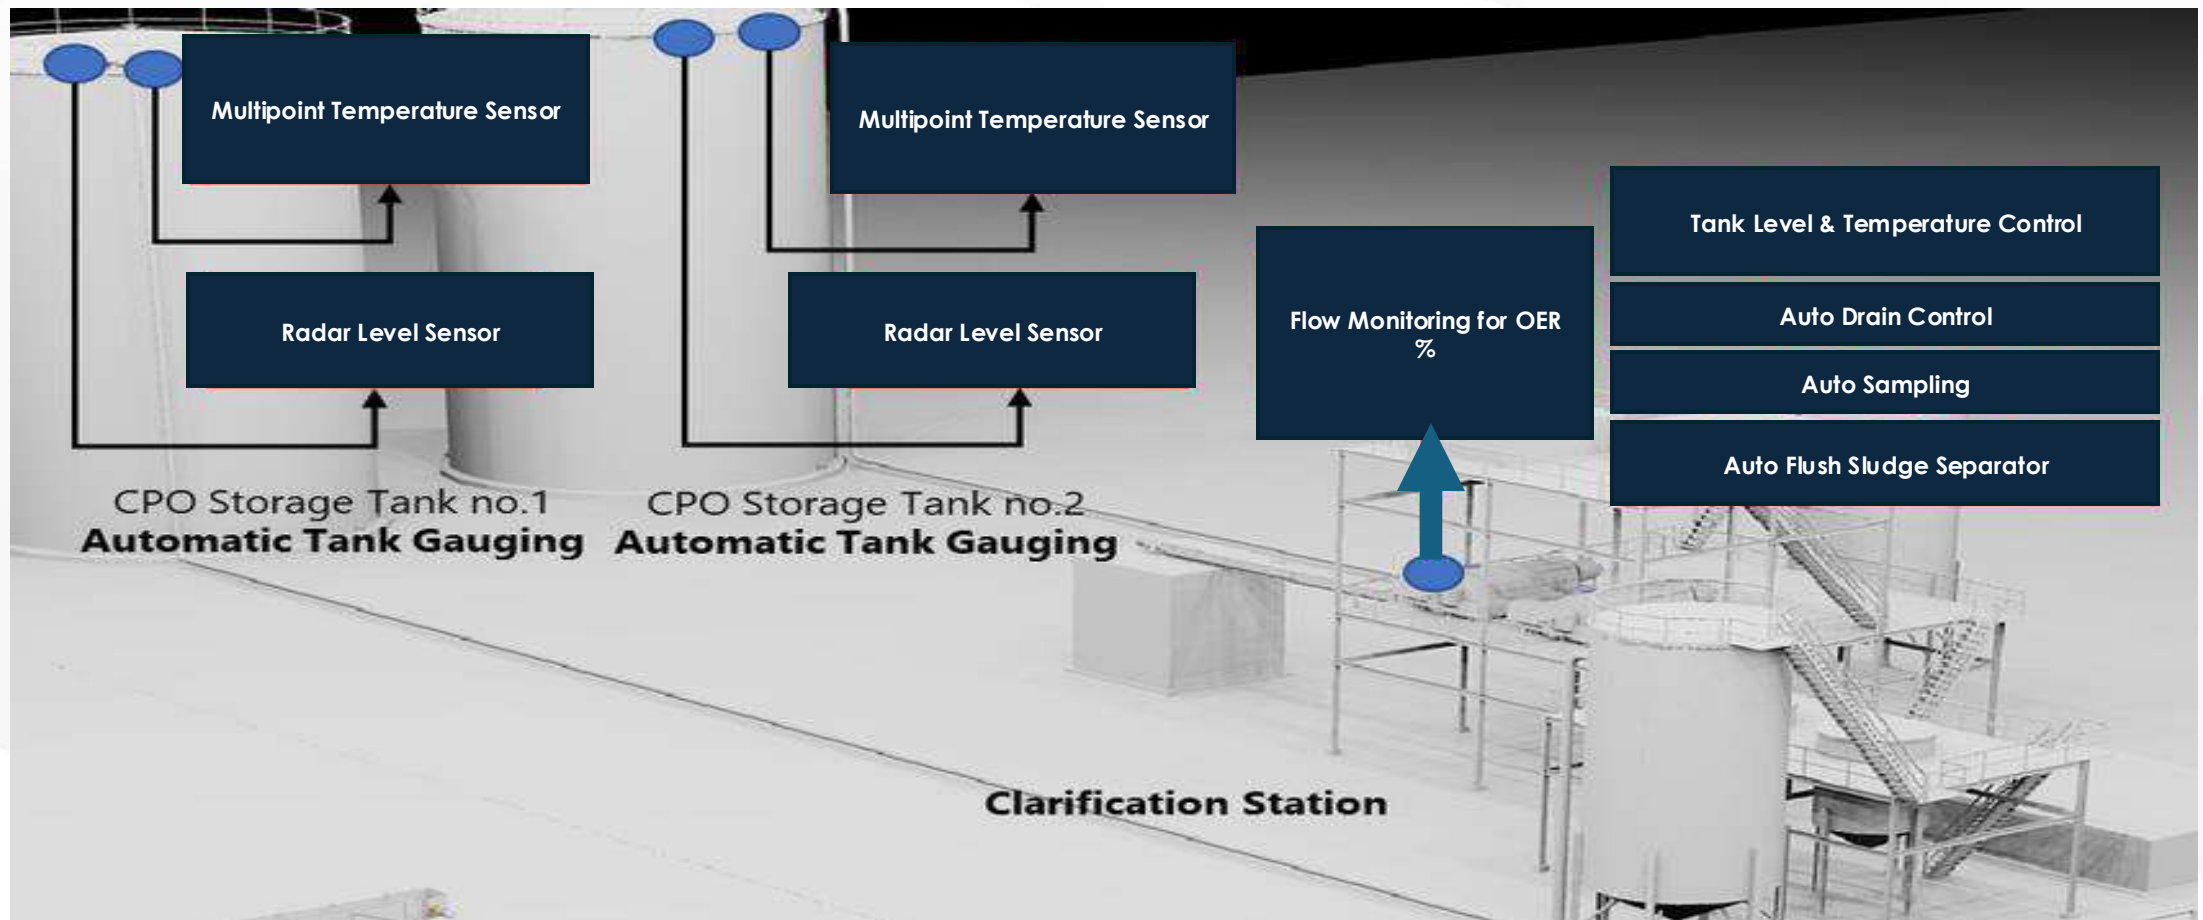 Multipoint Temperature Sensor
Multipoint Temperature Sensor
Tank Level & Temperature Control
Flow Monitoring for OER
%
Auto Drain Control
Radar Level Sensor
Radar Level Sensor
Auto Sampling
Auto Flush Sludge Separator
CPO Storage Tank no.1
Automatic Tank Gauging
CPO Storage Tank no.2
Automatic Tank Gauging
Clarification Station